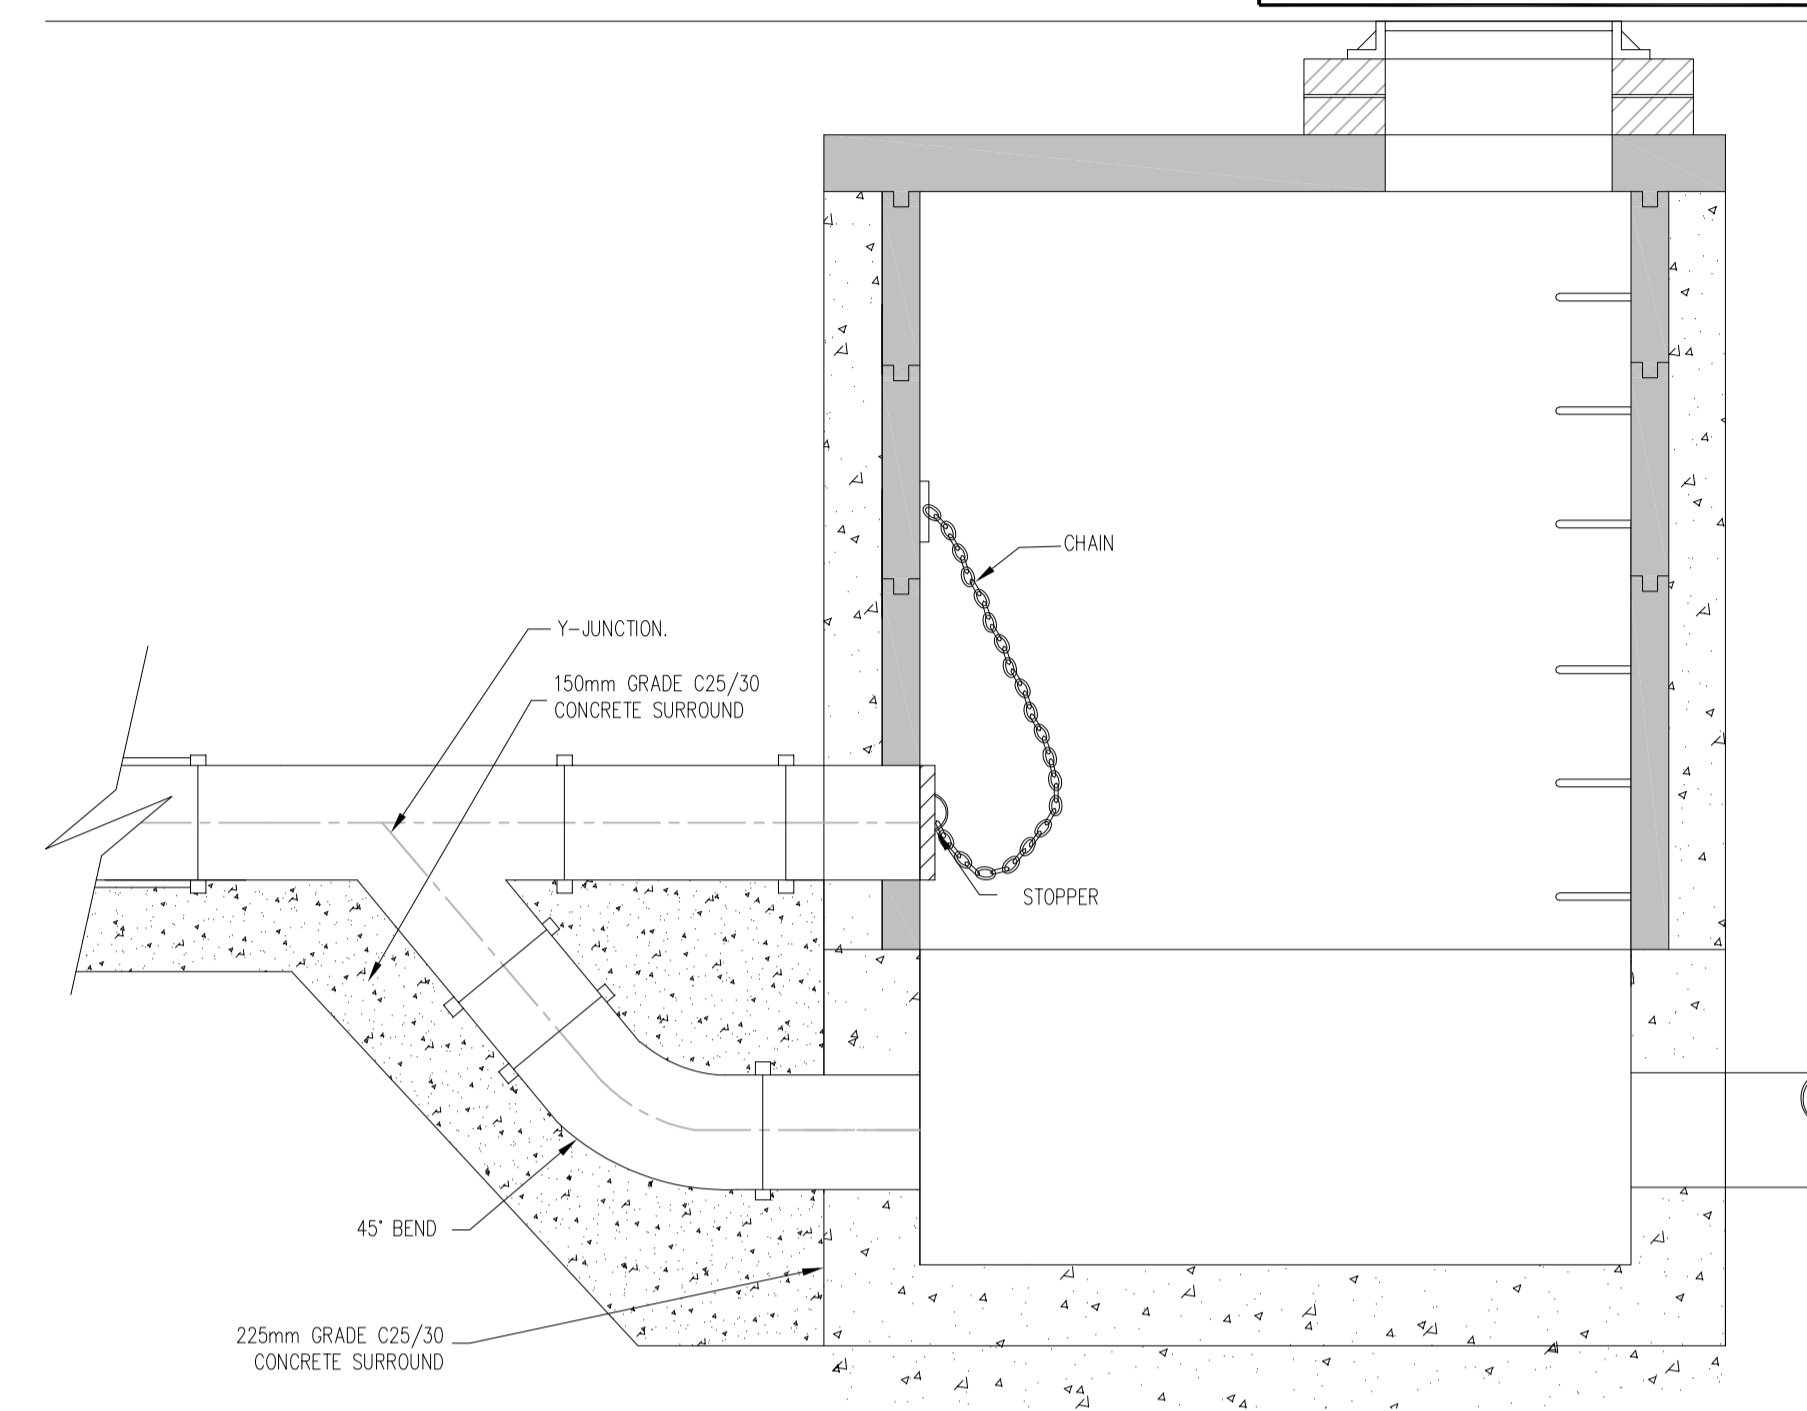 CHAIN
Y-JUNCTION.
150mm GRADE C25/30
CONCRETE SURROUND
STOPPER
45° BEND
225mm GRADE C25/30
CONCRETE SURROUND